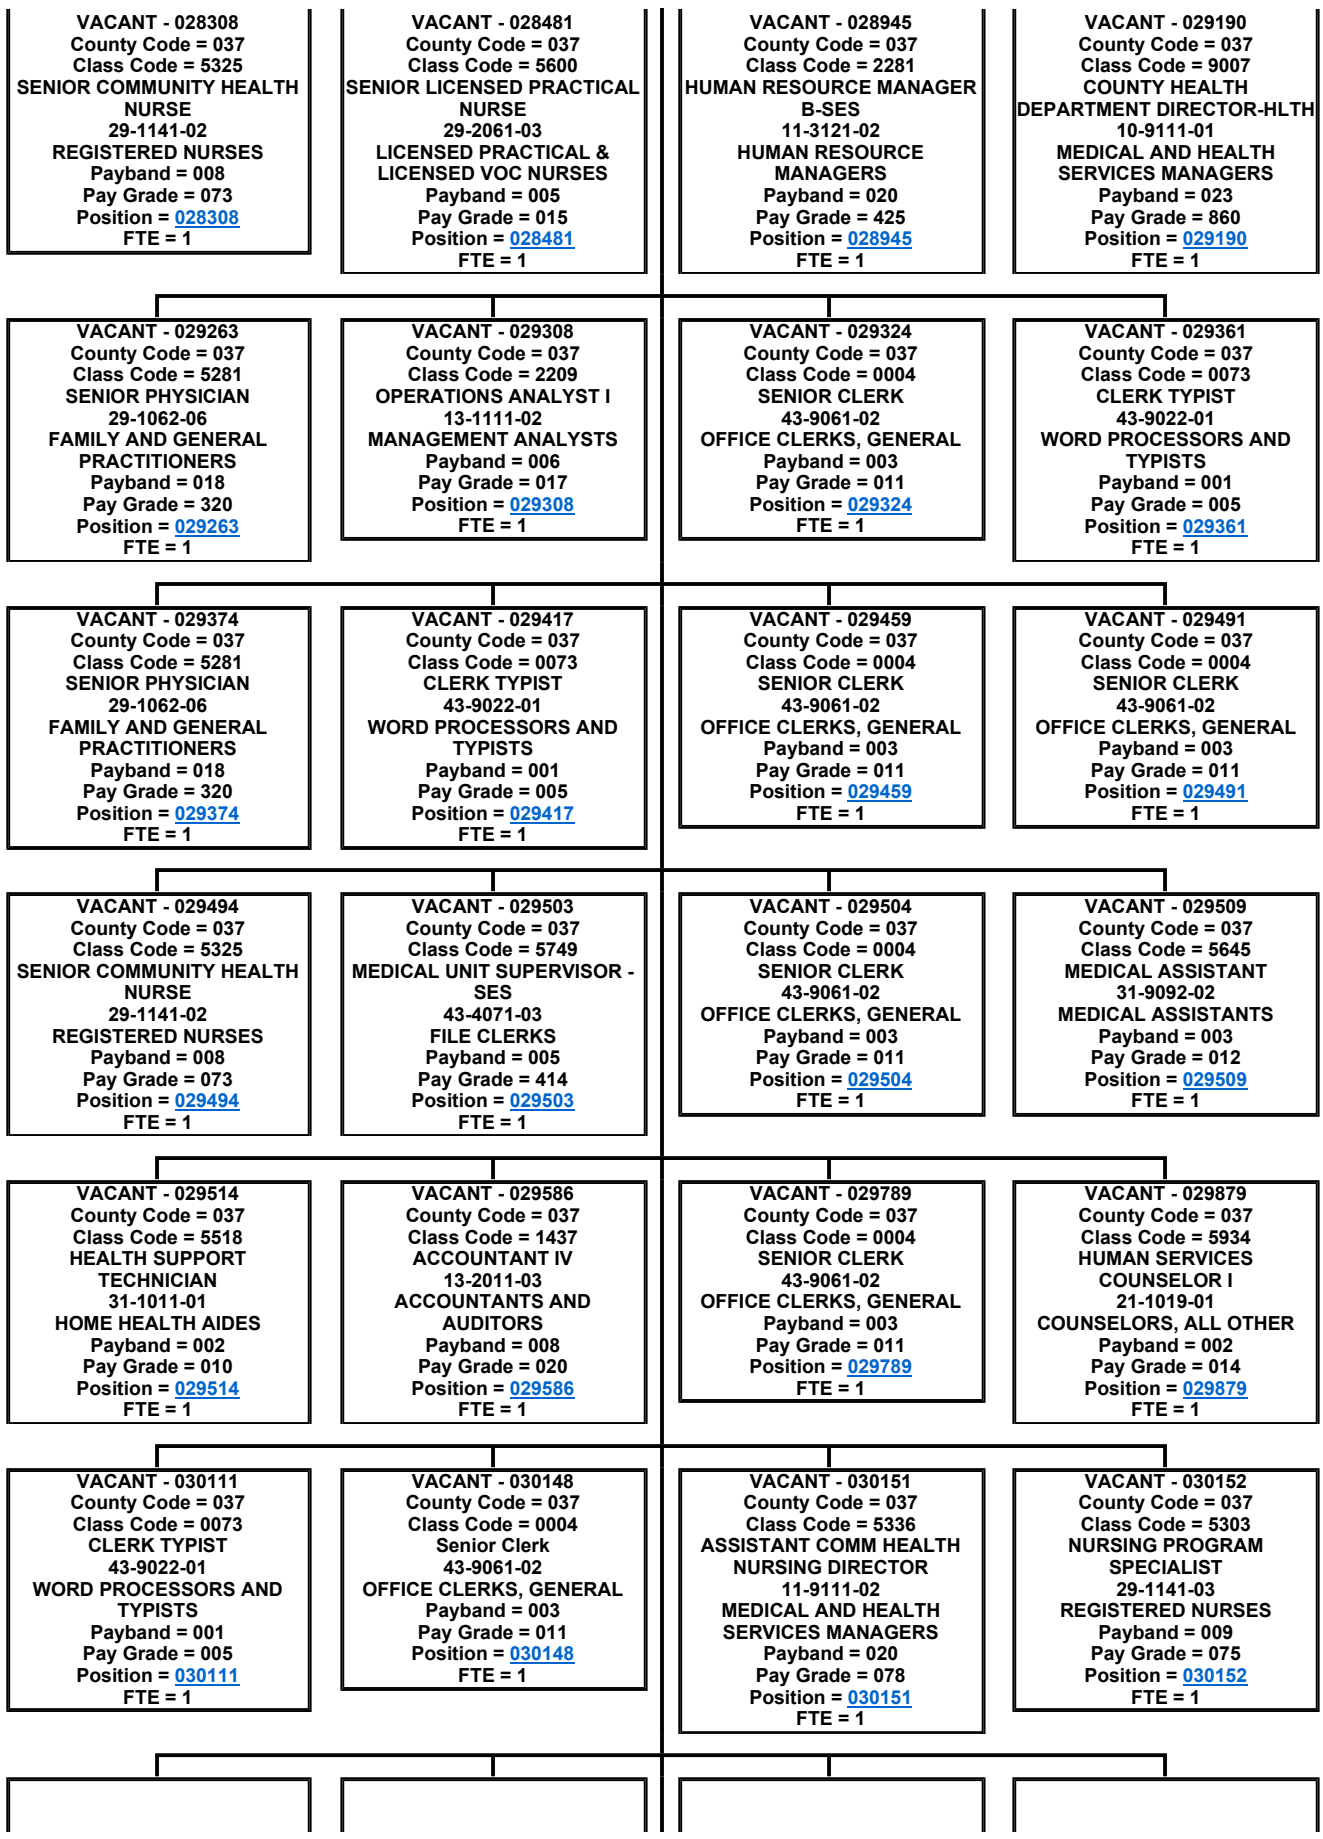 VACANT - 028308
County Code = 037
Class Code = 5325
SENIOR COMMUNITY HEALTH
NURSE
29-1141-02
REGISTERED NURSES
Payband = 008
Pay Grade = 073
Position = 028308
FTE = 1
VACANT - 028481
County Code = 037
Class Code = 5600
SENIOR LICENSED PRACTICAL
NURSE
29-2061-03
LICENSED PRACTICAL &
LICENSED VOC NURSES
Payband = 005
Pay Grade = 015
Position = 028481
FTE = 1
VACANT - 028945
County Code = 037
Class Code = 2281
HUMAN RESOURCE MANAGER
B-SES
11-3121-02
HUMAN RESOURCE
MANAGERS
Payband = 020
Pay Grade = 425
Position = 028945
FTE = 1
VACANT - 029190
County Code = 037
Class Code = 9007
COUNTY HEALTH
DEPARTMENT DIRECTOR-HLTH
10-9111-01
MEDICAL AND HEALTH
SERVICES MANAGERS
Payband = 023
Pay Grade = 860
Position = 029190
FTE = 1
VACANT - 029263
County Code = 037
Class Code = 5281
SENIOR PHYSICIAN
29-1062-06
FAMILY AND GENERAL
PRACTITIONERS
Payband = 018
Pay Grade = 320
Position = 029263
FTE = 1
VACANT - 029308
County Code = 037
Class Code = 2209
OPERATIONS ANALYST I
13-1111-02
MANAGEMENT ANALYSTS
Payband = 006
Pay Grade = 017
Position = 029308
FTE = 1
VACANT - 029324
County Code = 037
Class Code = 0004
SENIOR CLERK
43-9061-02
OFFICE CLERKS, GENERAL
Payband = 003
Pay Grade = 011
Position = 029324
FTE = 1
VACANT - 029361
County Code = 037
Class Code = 0073
CLERK TYPIST
43-9022-01
WORD PROCESSORS AND
TYPISTS
Payband = 001
Pay Grade = 005
Position = 029361
FTE = 1
VACANT - 029374
County Code = 037
Class Code = 5281
SENIOR PHYSICIAN
29-1062-06
FAMILY AND GENERAL
PRACTITIONERS
Payband = 018
Pay Grade = 320
Position = 029374
FTE = 1
VACANT - 029417
County Code = 037
Class Code = 0073
CLERK TYPIST
43-9022-01
WORD PROCESSORS AND
TYPISTS
Payband = 001
Pay Grade = 005
Position = 029417
FTE = 1
VACANT - 029459
County Code = 037
Class Code = 0004
SENIOR CLERK
43-9061-02
OFFICE CLERKS, GENERAL
Payband = 003
Pay Grade = 011
Position = 029459
FTE = 1
VACANT - 029491
County Code = 037
Class Code = 0004
SENIOR CLERK
43-9061-02
OFFICE CLERKS, GENERAL
Payband = 003
Pay Grade = 011
Position = 029491
FTE = 1
VACANT - 029494
County Code = 037
Class Code = 5325
SENIOR COMMUNITY HEALTH
NURSE
29-1141-02
REGISTERED NURSES
Payband = 008
Pay Grade = 073
Position = 029494
FTE = 1
VACANT - 029503
County Code = 037
Class Code = 5749
MEDICAL UNIT SUPERVISOR -
SES
43-4071-03
FILE CLERKS
Payband = 005
Pay Grade = 414
Position = 029503
FTE = 1
VACANT - 029504
County Code = 037
Class Code = 0004
SENIOR CLERK
43-9061-02
OFFICE CLERKS, GENERAL
Payband = 003
Pay Grade = 011
Position = 029504
FTE = 1
VACANT - 029509
County Code = 037
Class Code = 5645
MEDICAL ASSISTANT
31-9092-02
MEDICAL ASSISTANTS
Payband = 003
Pay Grade = 012
Position = 029509
FTE = 1
VACANT - 029514
County Code = 037
Class Code = 5518
HEALTH SUPPORT
TECHNICIAN
31-1011-01
HOME HEALTH AIDES
Payband = 002
Pay Grade = 010
Position = 029514
FTE = 1
VACANT - 029586
County Code = 037
Class Code = 1437
ACCOUNTANT IV
13-2011-03
ACCOUNTANTS AND
AUDITORS
Payband = 008
Pay Grade = 020
Position = 029586
FTE = 1
VACANT - 029789
County Code = 037
Class Code = 0004
SENIOR CLERK
43-9061-02
OFFICE CLERKS, GENERAL
Payband = 003
Pay Grade = 011
Position = 029789
FTE = 1
VACANT - 029879
County Code = 037
Class Code = 5934
HUMAN SERVICES
COUNSELOR I
21-1019-01
COUNSELORS, ALL OTHER
Payband = 002
Pay Grade = 014
Position = 029879
FTE = 1
VACANT - 030111
County Code = 037
Class Code = 0073
CLERK TYPIST
43-9022-01
WORD PROCESSORS AND
TYPISTS
Payband = 001
Pay Grade = 005
Position = 030111
FTE = 1
VACANT - 030148
County Code = 037
Class Code = 0004
Senior Clerk
43-9061-02
OFFICE CLERKS, GENERAL
Payband = 003
Pay Grade = 011
Position = 030148
FTE = 1
VACANT - 030151
County Code = 037
Class Code = 5336
ASSISTANT COMM HEALTH
NURSING DIRECTOR
11-9111-02
MEDICAL AND HEALTH
SERVICES MANAGERS
Payband = 020
Pay Grade = 078
Position = 030151
FTE = 1
VACANT - 030152
County Code = 037
Class Code = 5303
NURSING PROGRAM
SPECIALIST
29-1141-03
REGISTERED NURSES
Payband = 009
Pay Grade = 075
Position = 030152
FTE = 1